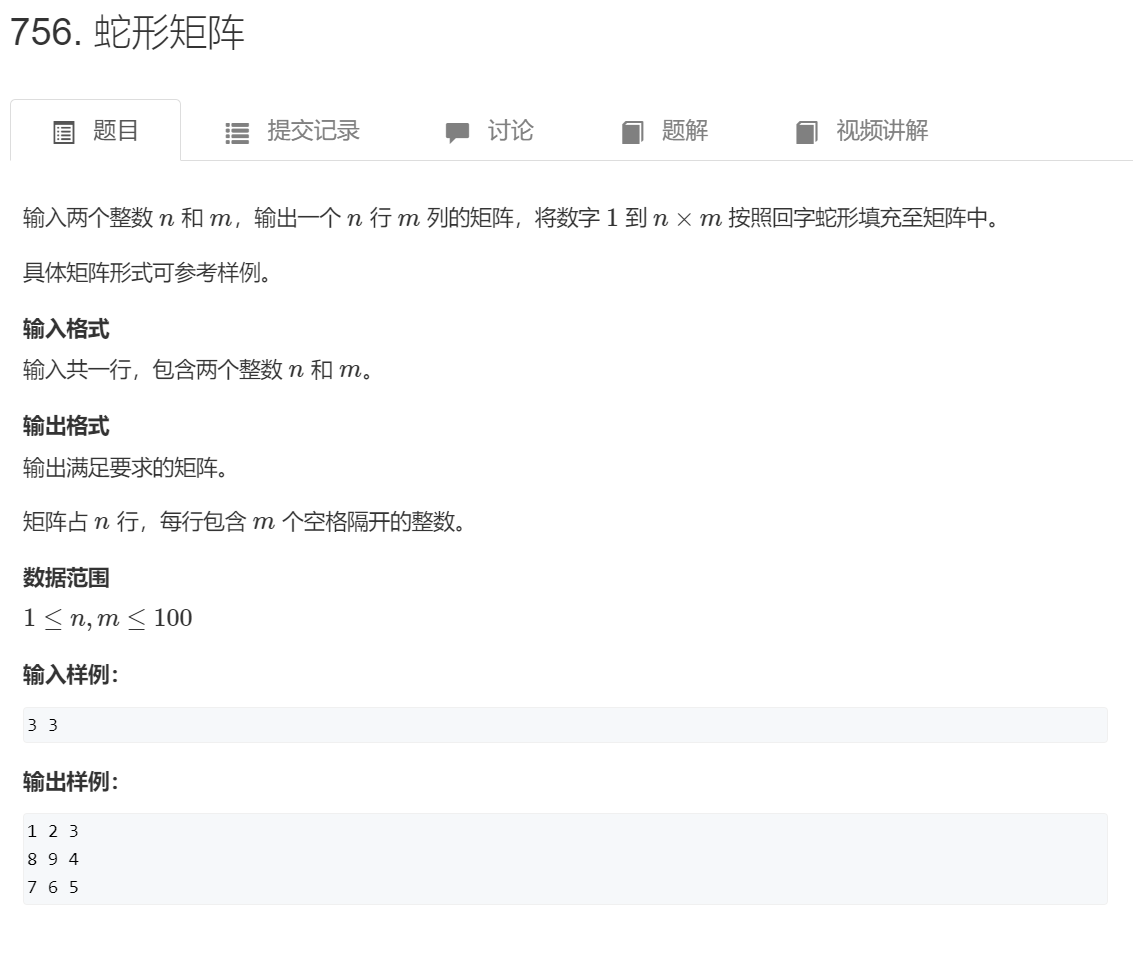 756. 蛇形矩阵
题目 提交记录 讨论 题解 视频讲解
输入两个整数 n 和 m，输出一个 n 行 m 列的矩阵，将数字 1 到 n × m 按照回字蛇形填充至矩阵中。
具体矩阵形式可参考样例。
输入格式
输入共一行，包含两个整数 n 和 m。
输出格式
输出满足要求的矩阵。
矩阵占 n 行，每行包含 m 个空格隔开的整数。
数据范围
1 ≤ n, m ≤ 100
输入样例：
3 3
输出样例：
1 2 3
8 9 4
7 6 5